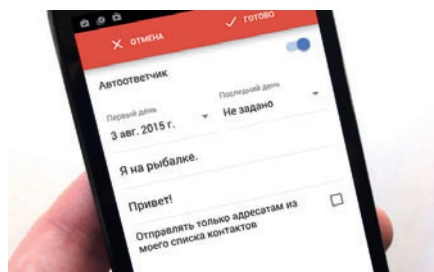 ОТМЕНА ГОТОВО
Автоответчик
Первый день Последний день
3 авг. 2015 г. Не задано
Я на рыбалке.
Привет!
Отправлять только адресатам из
моего списка контактов